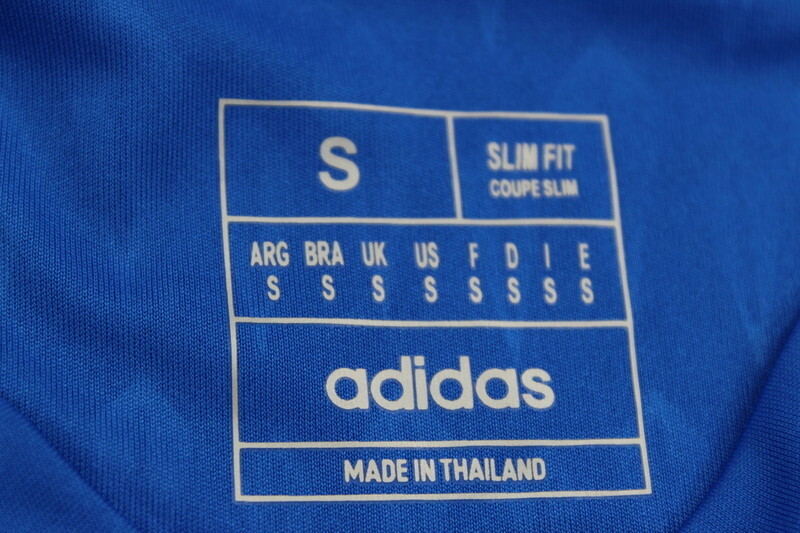 S
SLIM FIT
COUPE SLIM
ARG BRA UK US F D I E
S S S S S S S S
adidas
MADE IN THAILAND